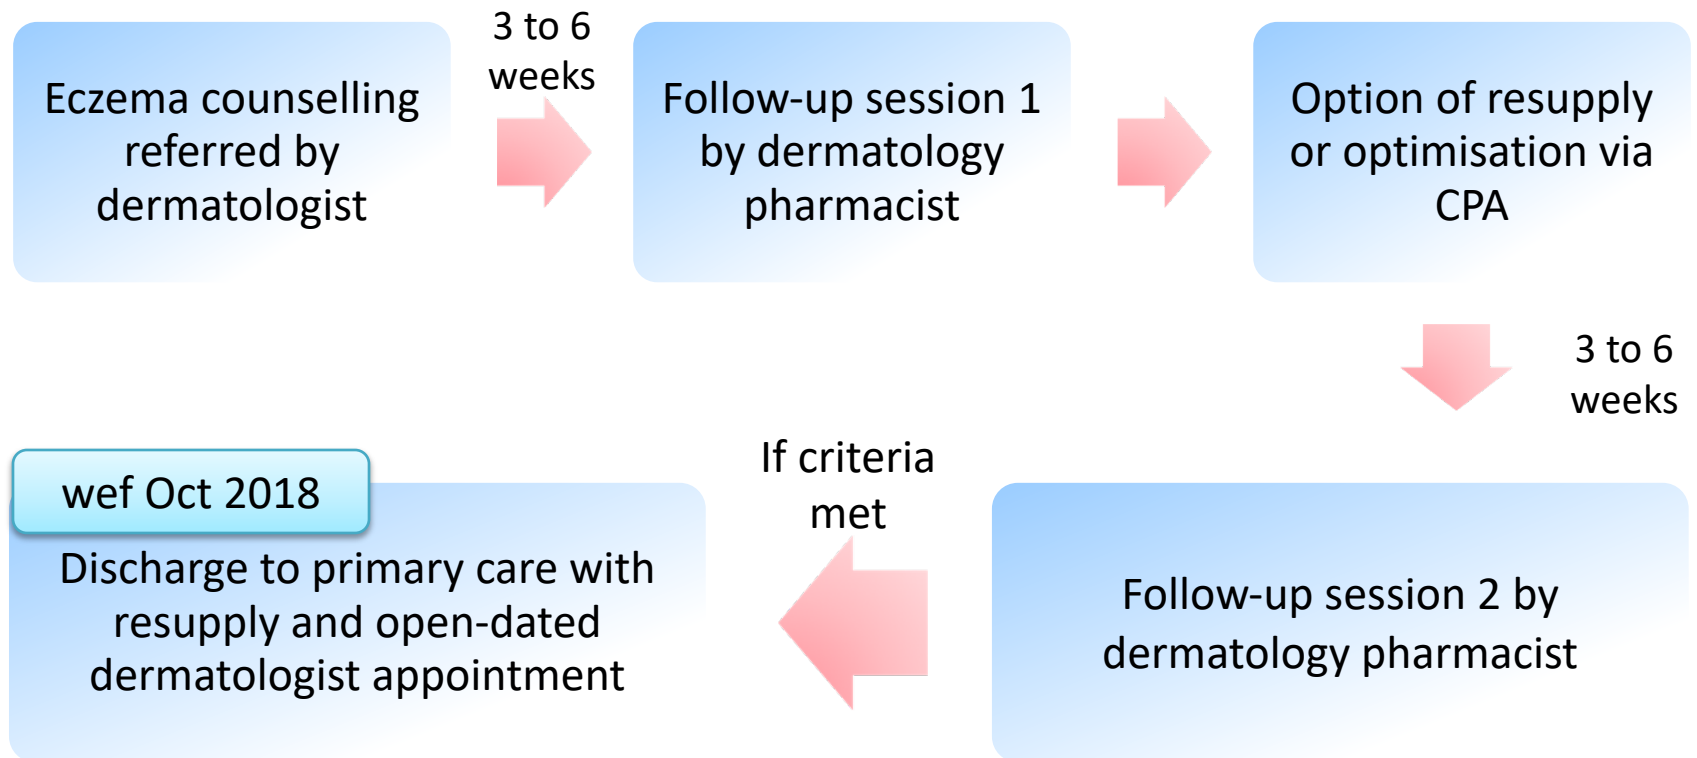 Eczema counselling
referred by
dermatologist
3 to 6
weeks
Follow-up session 1
by dermatology
pharmacist
Option of resupply
or optimisation via
CPA
3 to 6
weeks
Follow-up session 2 by
dermatology pharmacist
If criteria
met
wef Oct 2018
Discharge to primary care with
resupply and open-dated
dermatologist appointment